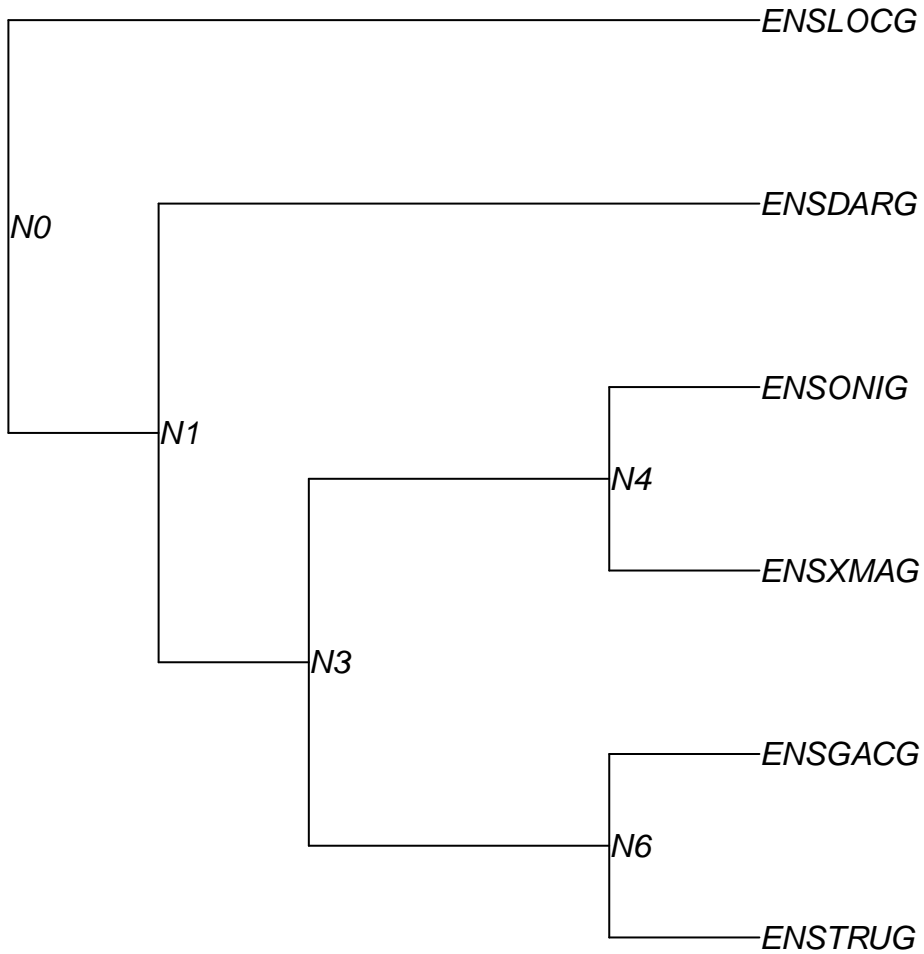 ENSLOCG
ENSDARG
N0
ENSONIG
N1
N4
ENSXMAG
N3
ENSGACG
N6
ENSTRUG